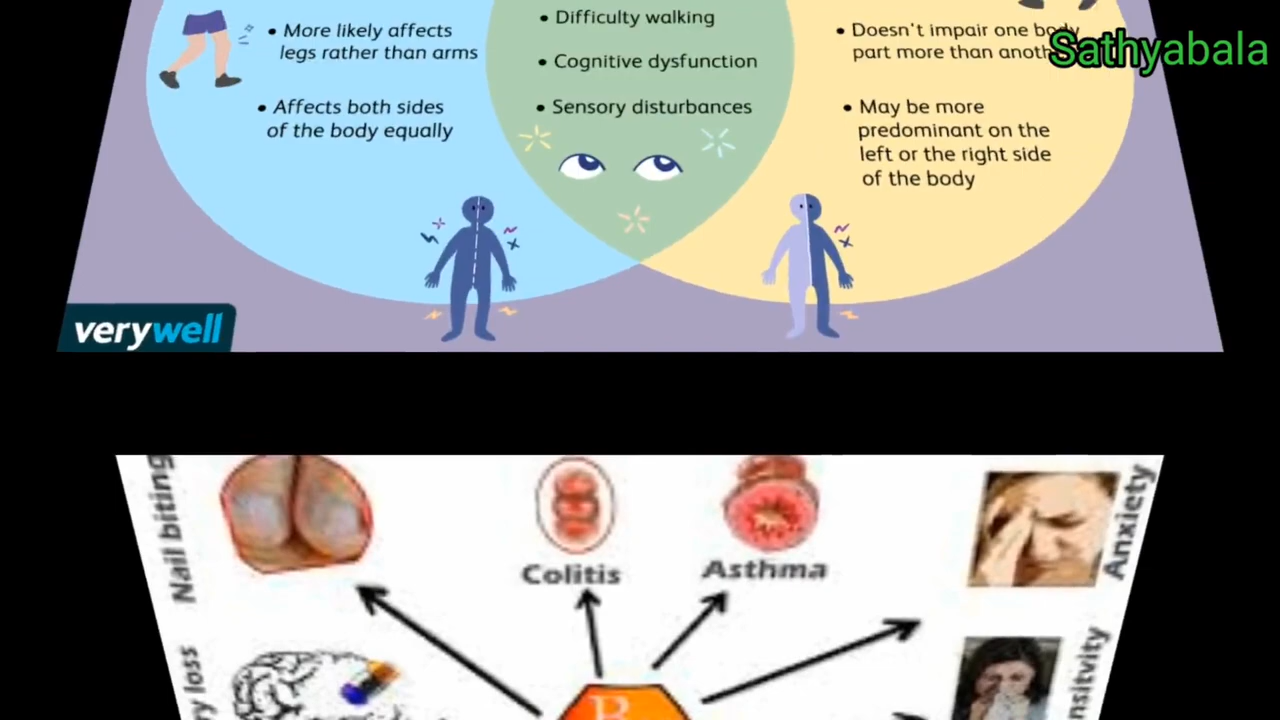 • More likely affects
legs rather than arms
• Affects both sides
of the body equally
• Difficulty walking
• Cognitive dysfunction
• Sensory disturbances
• Doesn't impair one body
part more than
Sathyabala
• May be more
predominant on the
left or the right side
of the body
verywell
Nail biting
Colitis
Asthma
Anxiety
loss
B